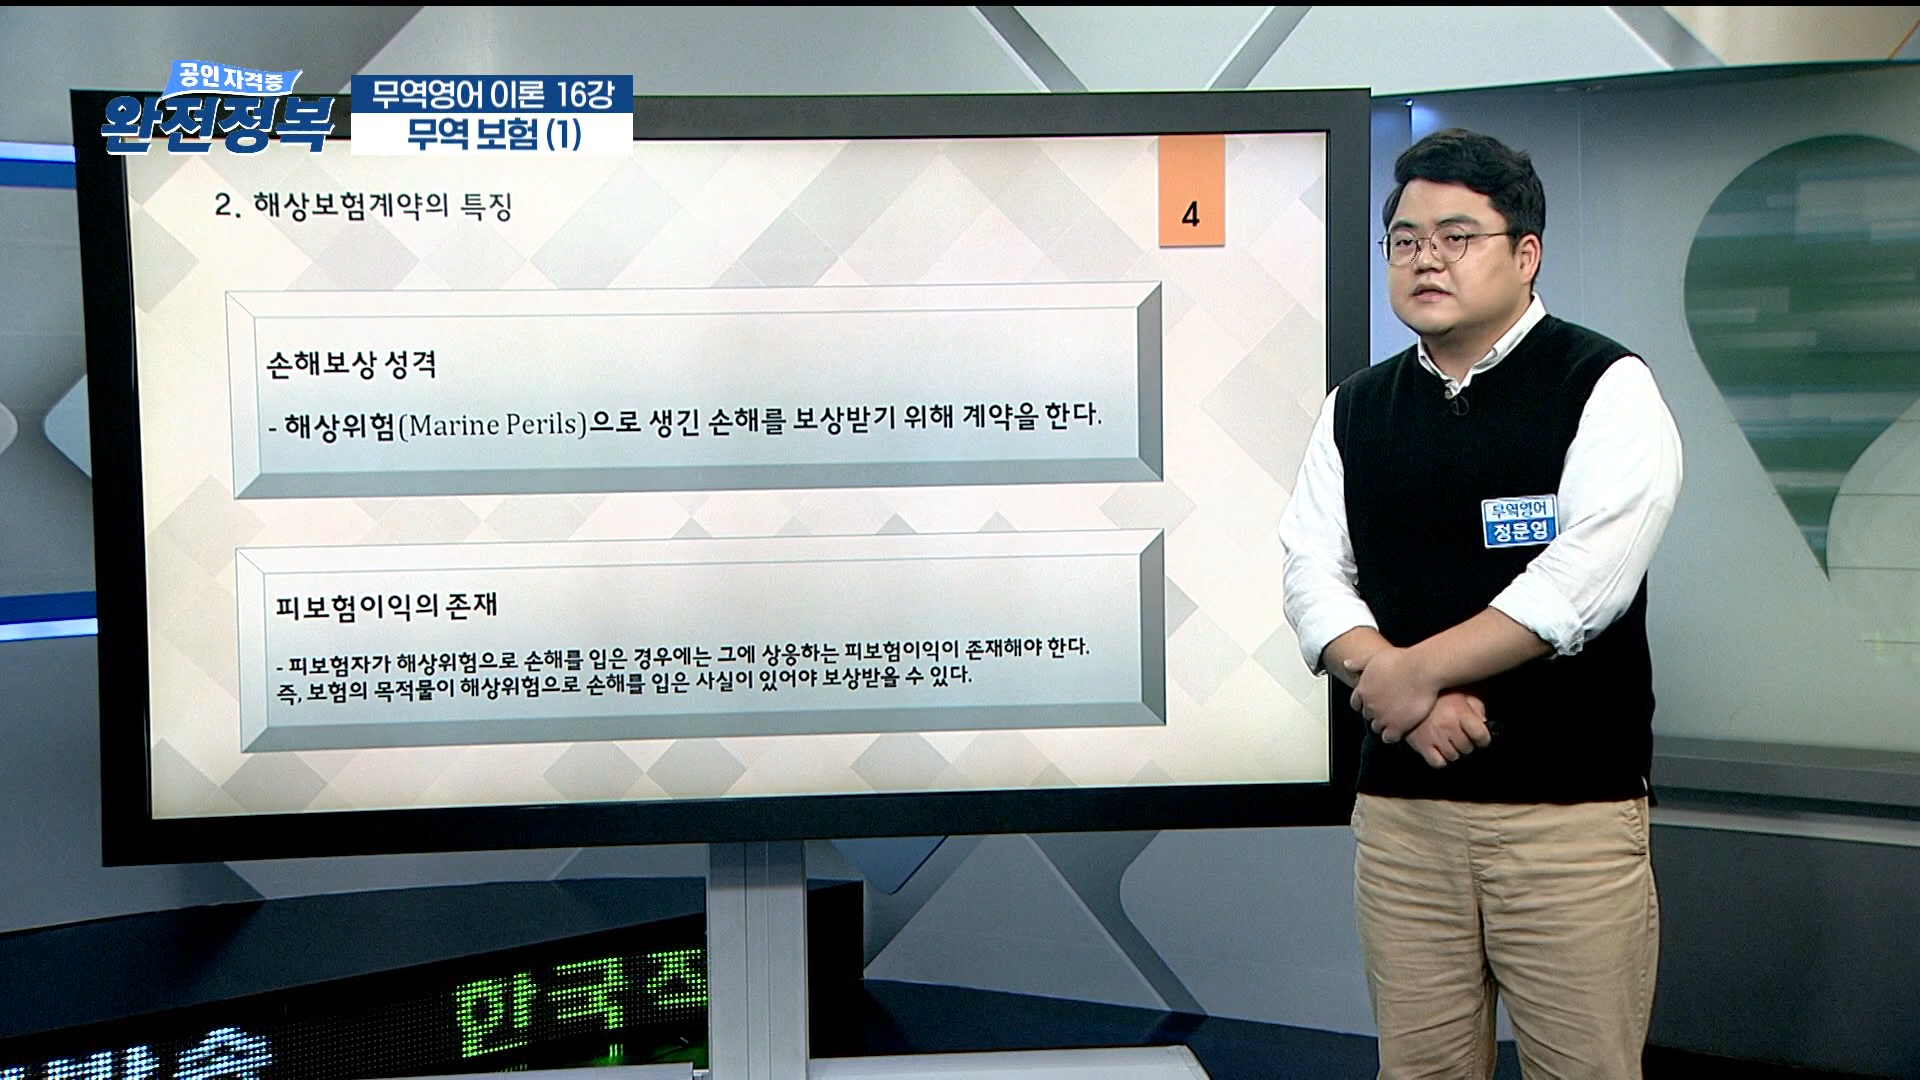 공인 자격증
완전정복
무역영어 이론 16강
무역 보험 (1)
2. 해상보험계약의 특징
4
손해보상 성격
- 해상위험(Marine Perils)으로 생긴 손해를 보상받기 위해 계약을 한다.
피보험이익의 존재
- 피보험자가 해상위험으로 손해를 입은 경우에는 그에 상응하는 피보험이익이 존재해야 한다.
즉, 보험의 목적물이 해상위험으로 손해를 입은 사실이 있어야 보상받을 수 있다.
무역영어
정문영